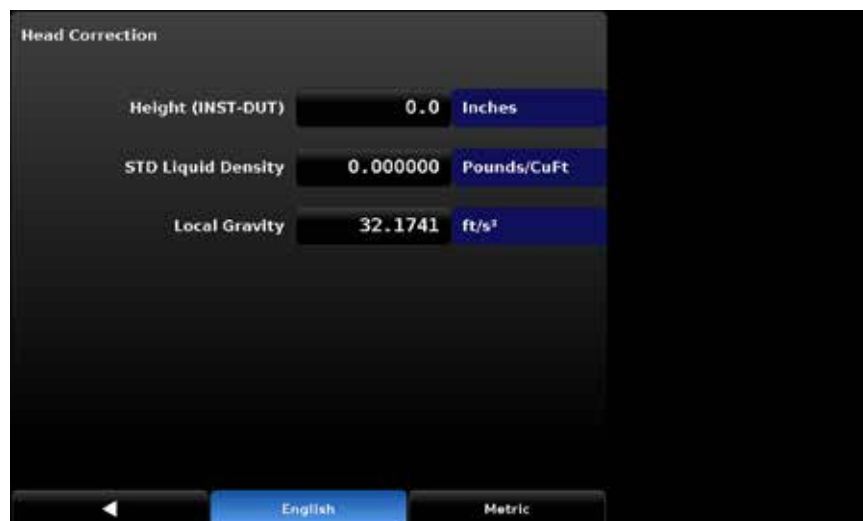 Head Correction
Height (INST-DUT) 0.0 Inches
STD Liquid Density 0.000000 Pounds/CuFt
Local Gravity 32.1741 ft/s²
English Metric